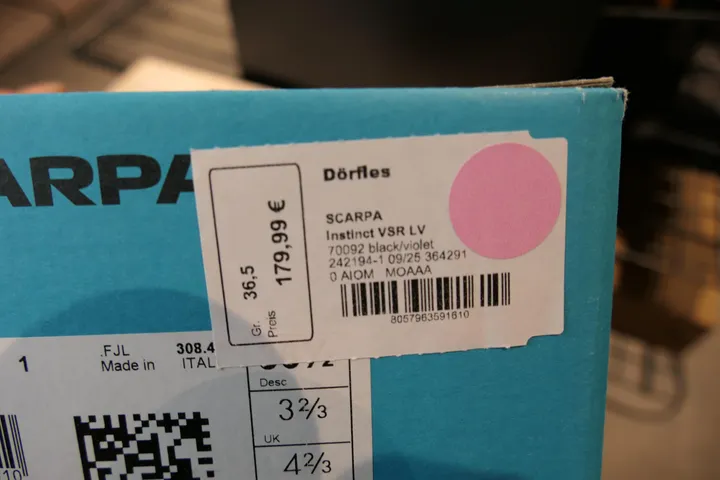 ARPA
Dörfles
Gr. 36,5
Preis 179,99 €
SCARPA
Instinct VSR LV
70092 black/violet
242194-1 09/25 364291
0 AIOM MOAAA
8057963591610
1
.FJL
308.4
Made in
ITAL
Desc
3 2/3
UK
4 2/3